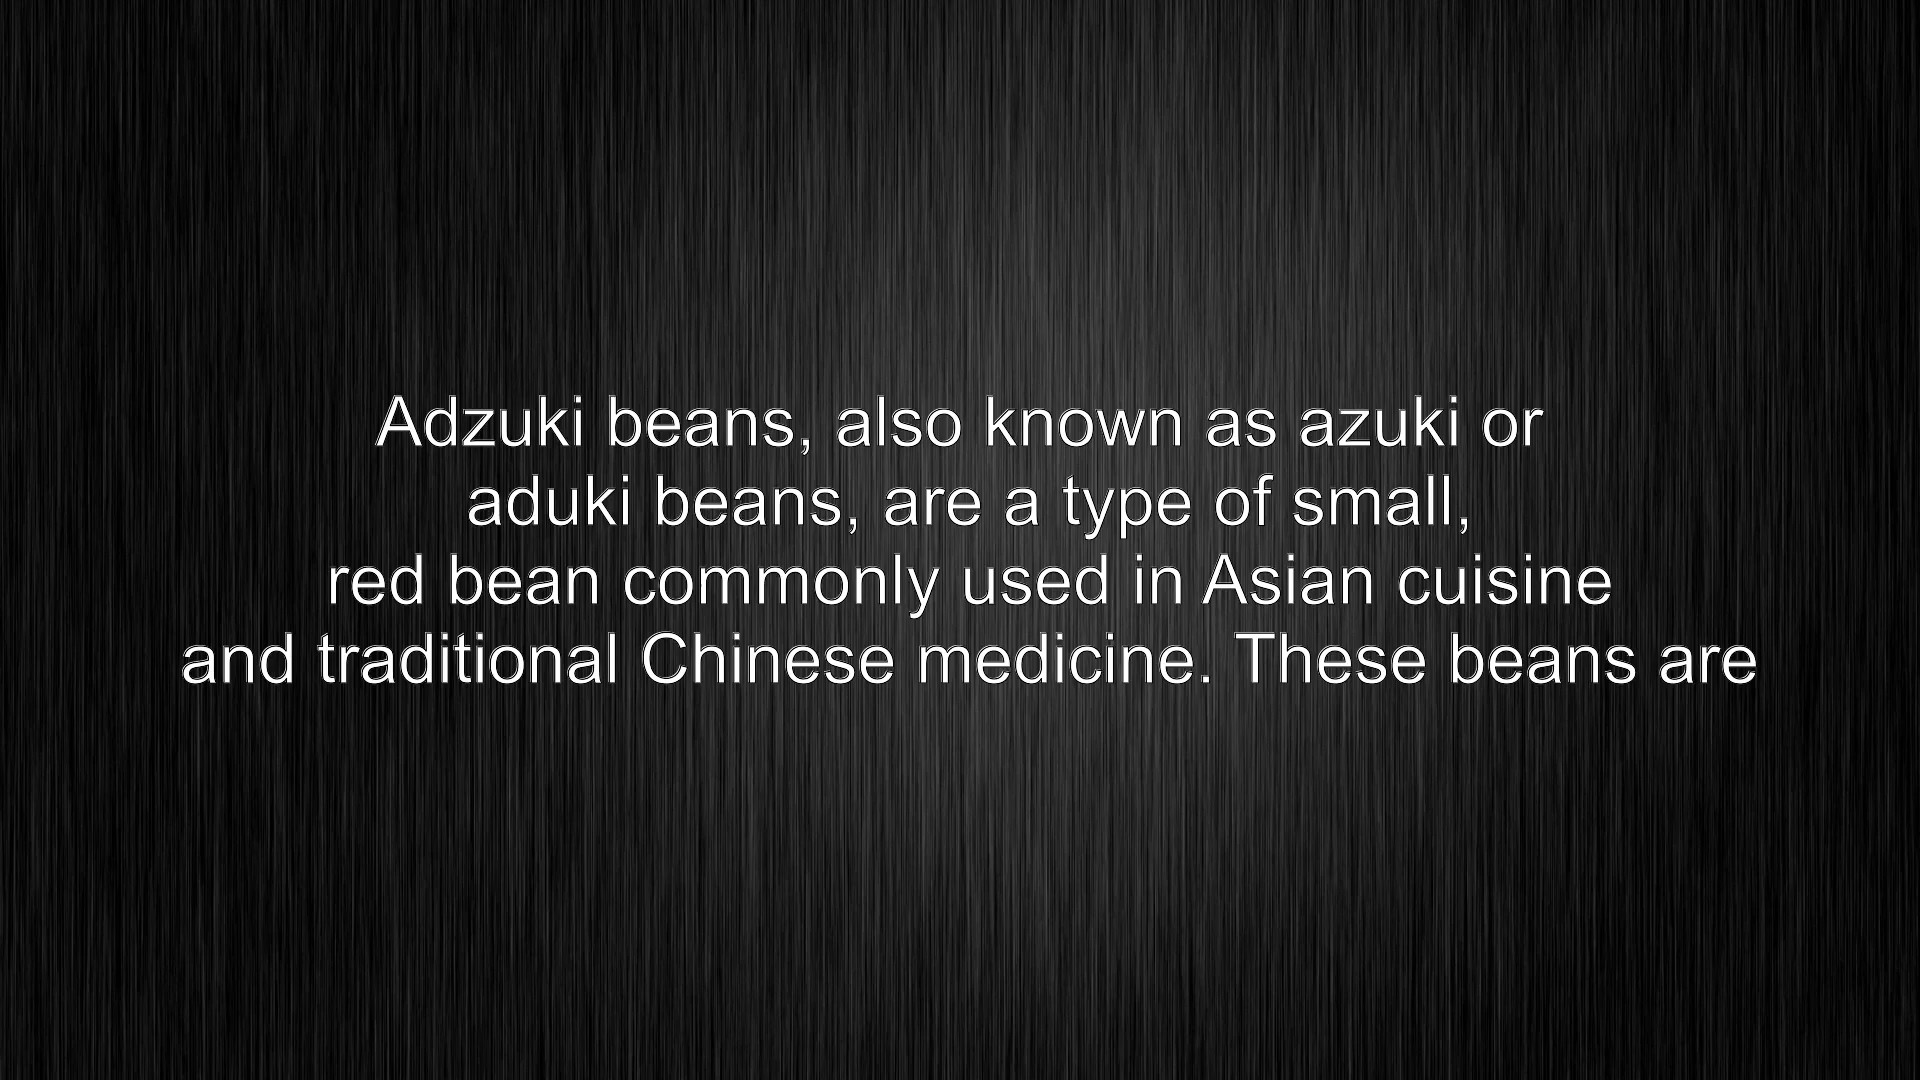 Adzuki beans, also known as azuki or
aduki beans, are a type of small,
red bean commonly used in Asian cuisine
and traditional Chinese medicine. These beans are